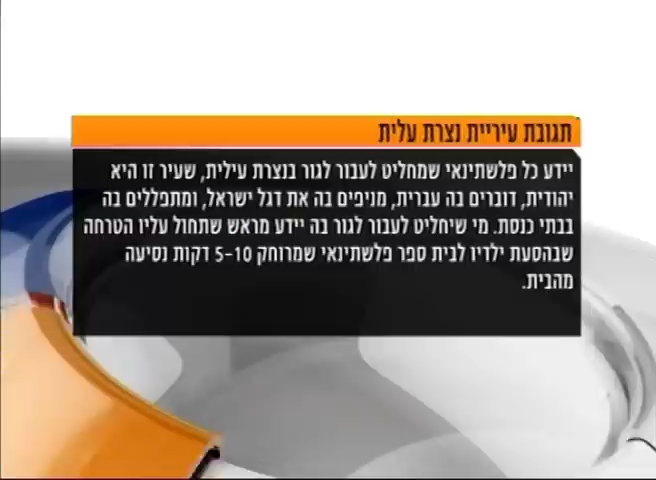 תגובת עיריית נצרת עלית
יידע כל פלשתינאי שמחליט לעבור לגור בנצרת עילית, שעיר זו היא
יהודית, דוברים בה עברית, מניפים בה את דגל ישראל, ומתפללים בה
בבתי כנסת. מי שיחליט לעבור לגור בה יידע מראש שתחול עליו הטרחה
שבהסעת ילדיו לבית ספר פלשתינאי שמרוחק 5-10 דקות נסיעה
מהבית.